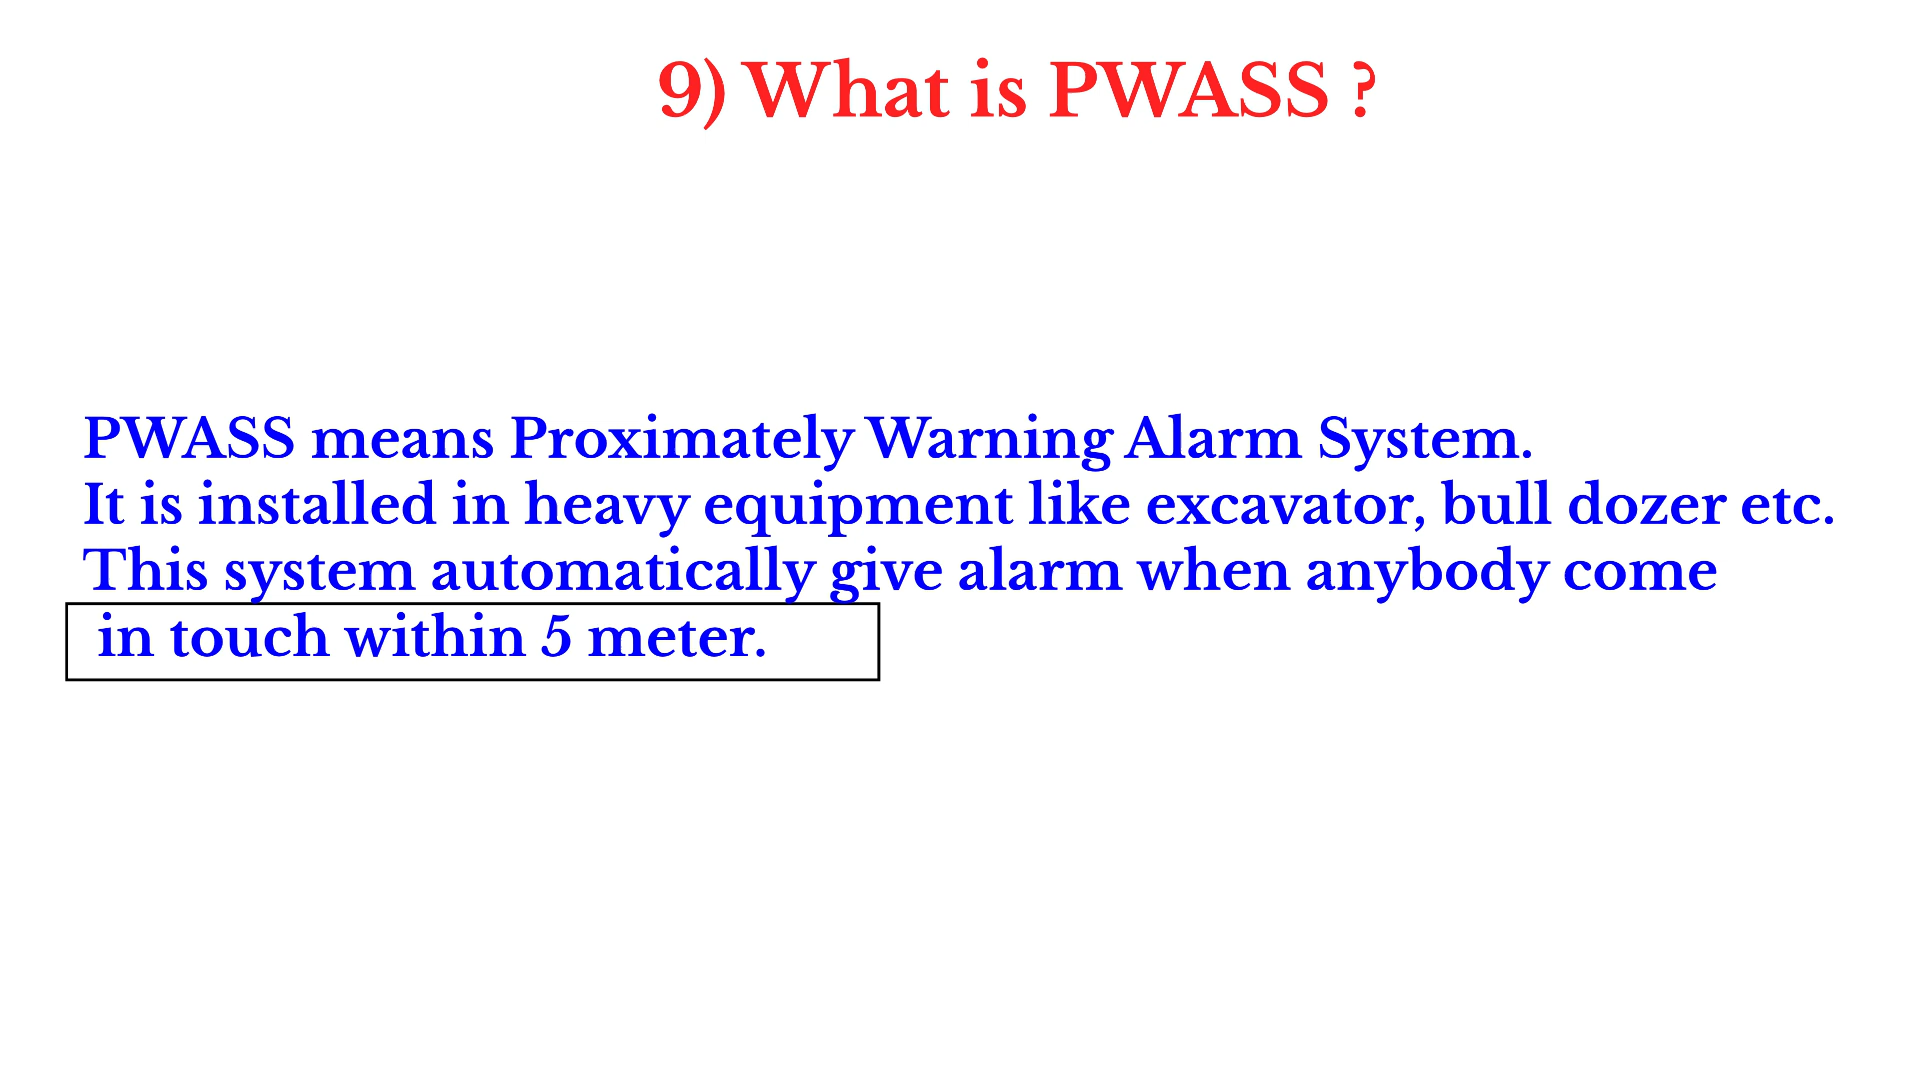 9) What is PWASS ?
PWASS means Proximately Warning Alarm System.
It is installed in heavy equipment like excavator, bull dozer etc.
This system automatically give alarm when anybody come
in touch within 5 meter.